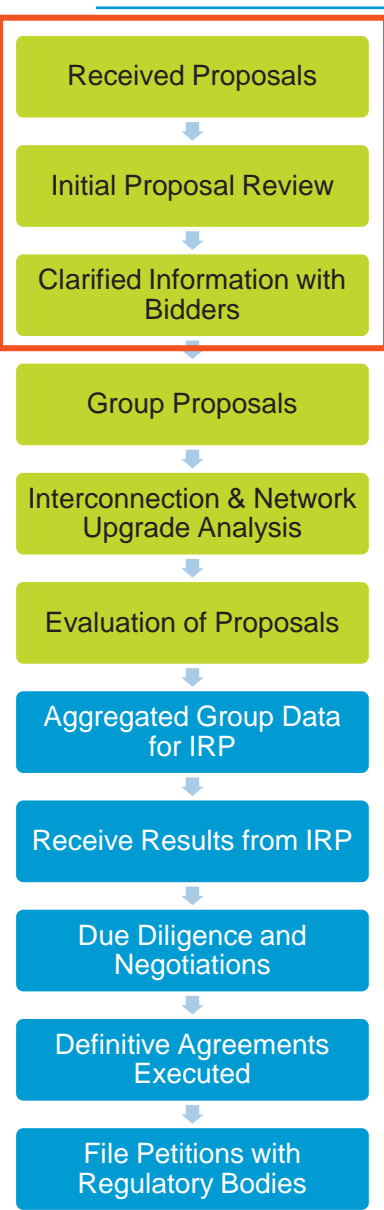 Received Proposals
Initial Proposal Review
Clarified Information with
Bidders
Group Proposals
Interconnection & Network
Upgrade Analysis
Evaluation of Proposals
Aggregated Group Data
for IRP
Receive Results from IRP
Due Diligence and
Negotiations
Definitive Agreements
Executed
File Petitions with
Regulatory Bodies